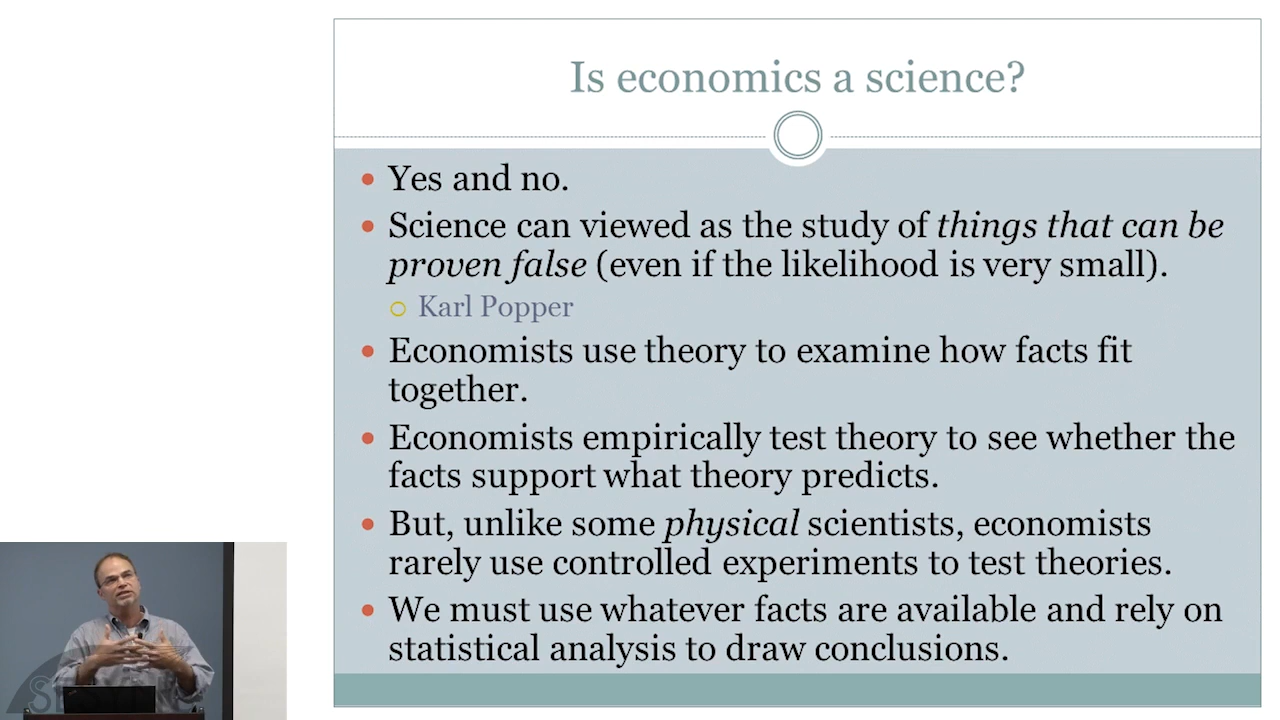 Is economics a science?
Yes and no.
Science can viewed as the study of things that can be
proven false (even if the likelihood is very small).
Karl Popper
Economists use theory to examine how facts fit
together.
Economists empirically test theory to see whether the
facts support what theory predicts.
But, unlike some physical scientists, economists
rarely use controlled experiments to test theories.
We must use whatever facts are available and rely on
statistical analysis to draw conclusions.